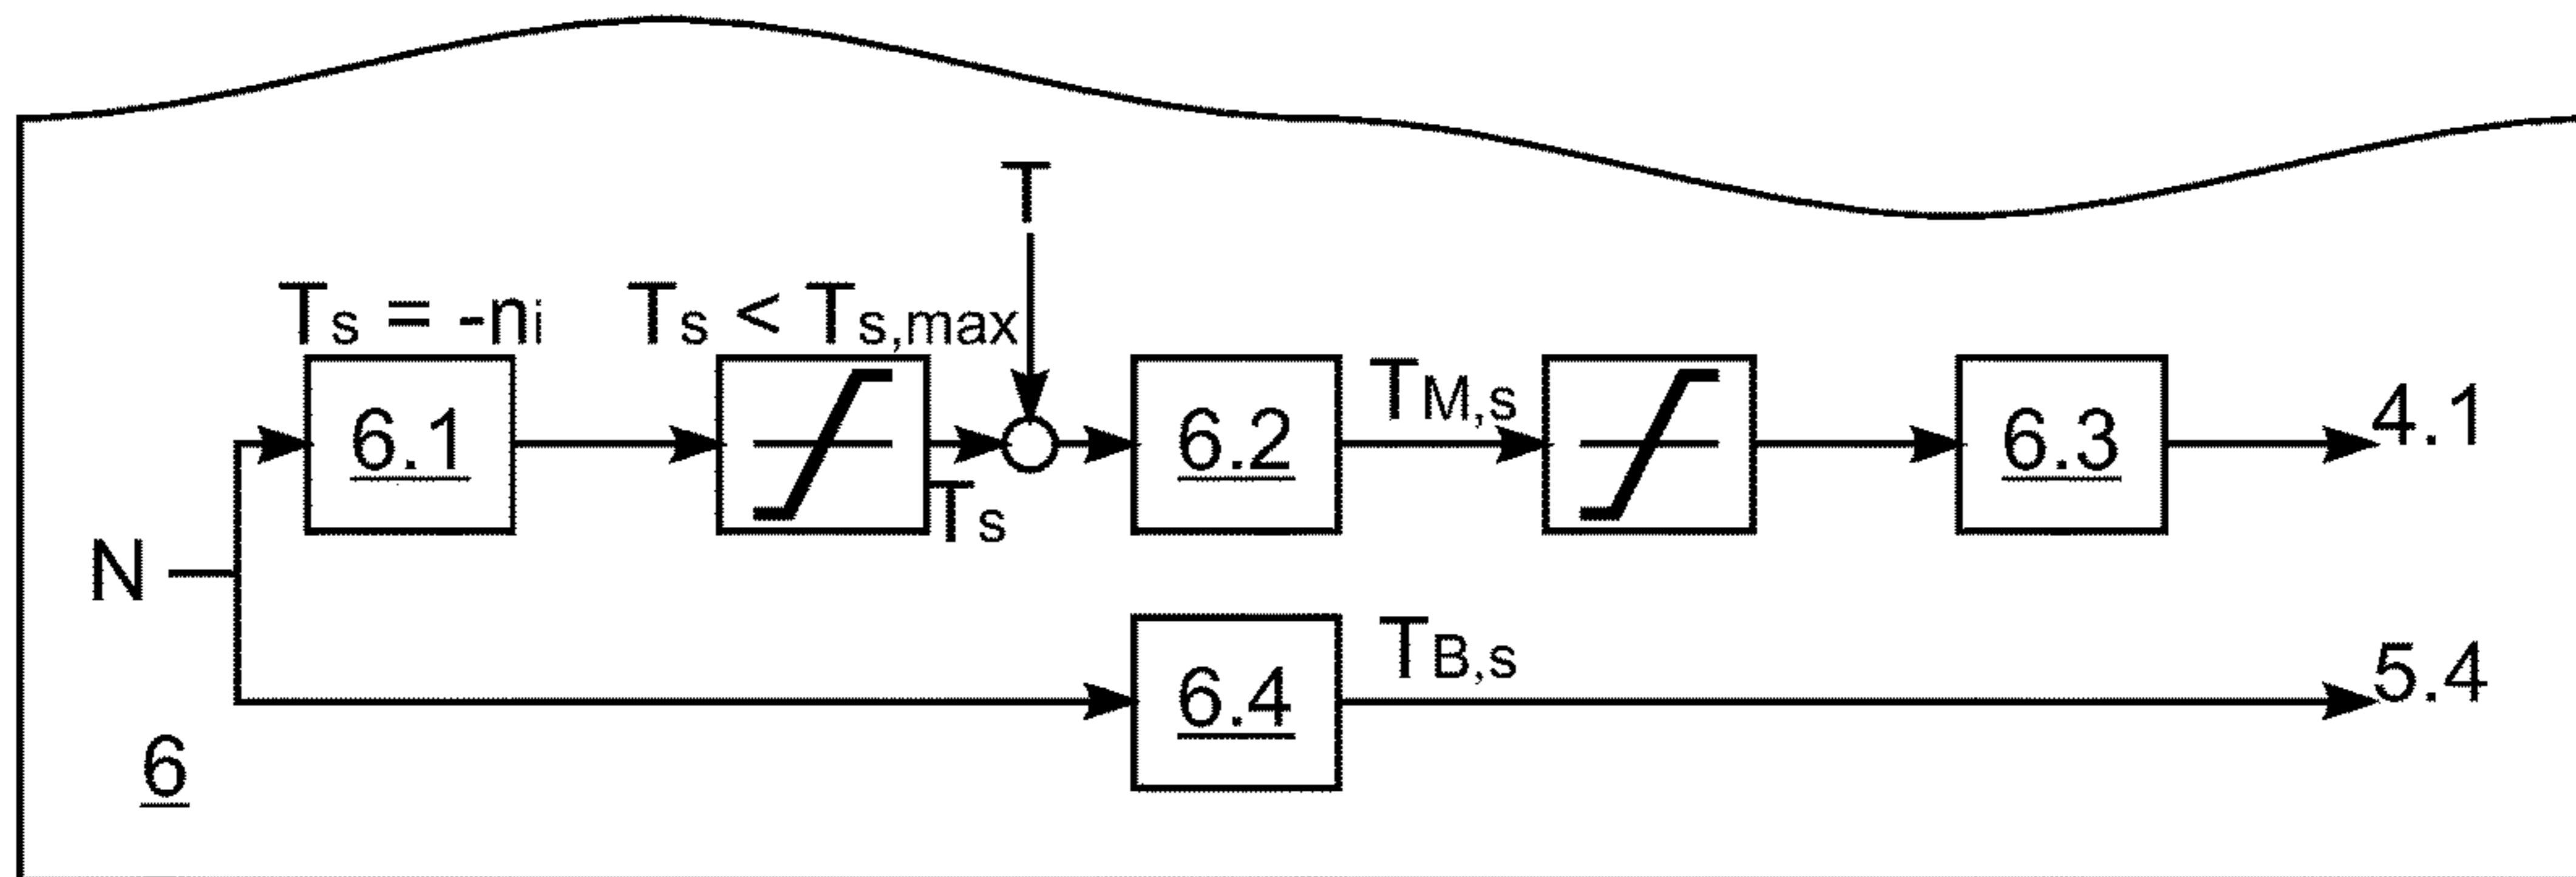 T
Ts = -ni
Ts < Ts,max
6.1
Ts
6.2
TM,s
6.3
4.1
N
6.4
TB,s
5.4
6